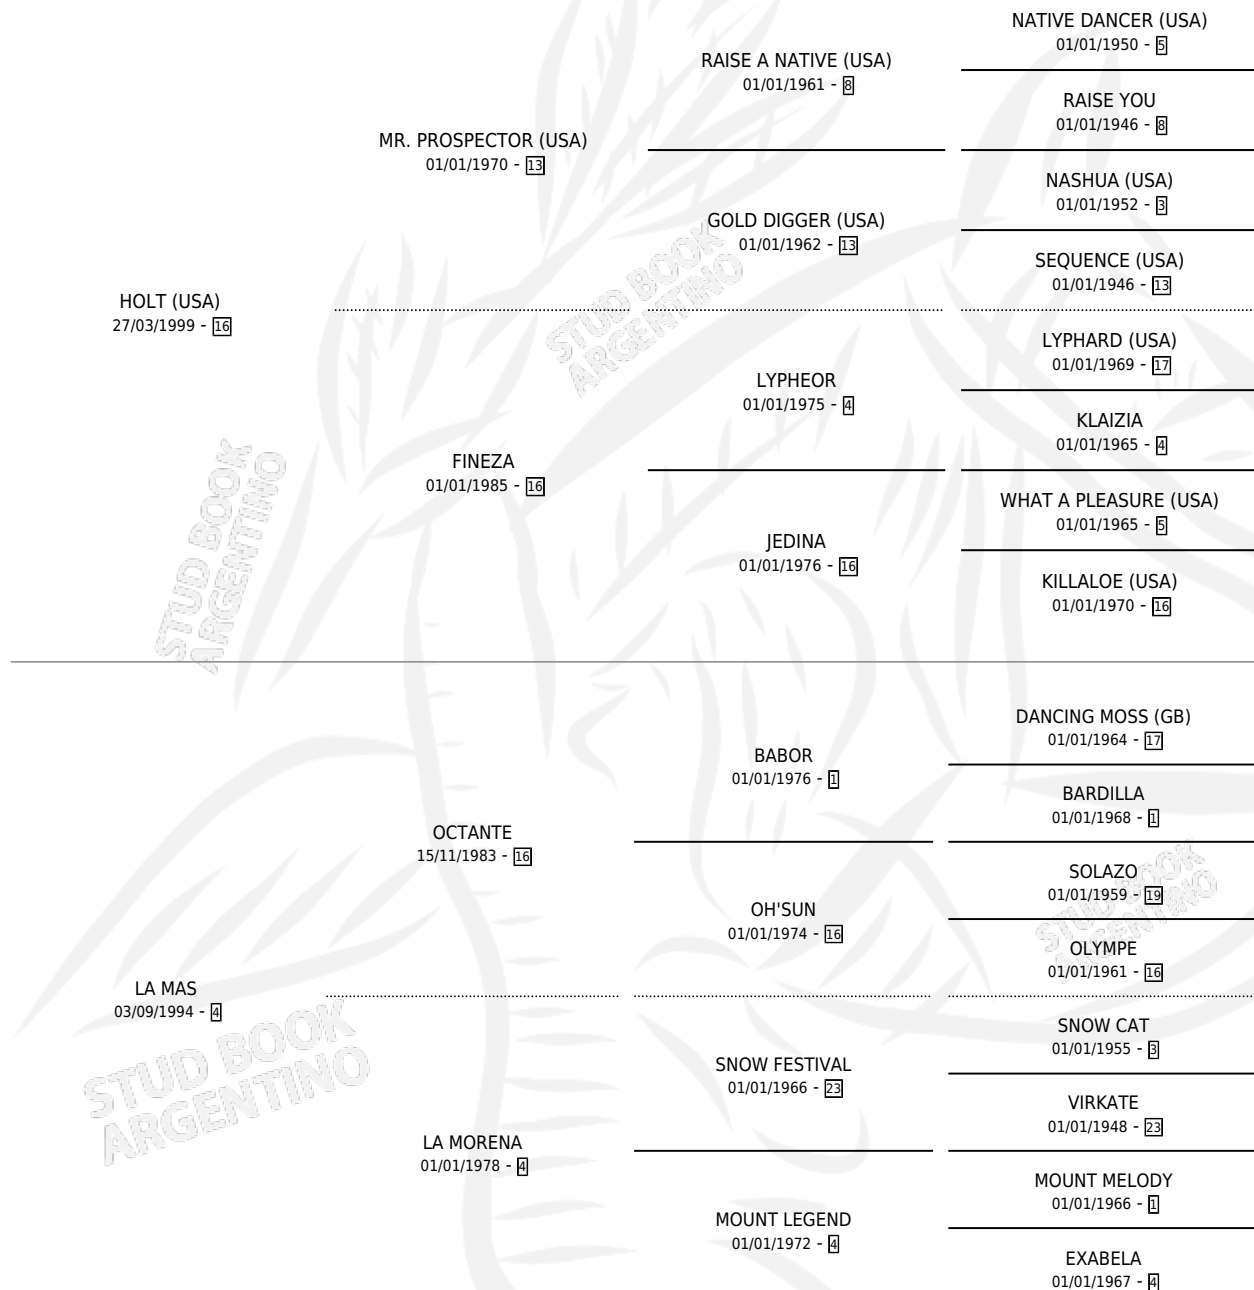 NATIVE DANCER (USA)
01/01/1950 - 5
RAISE A NATIVE (USA)
01/01/1961 - 8
RAISE YOU
01/01/1946 - 8
MR. PROSPECTOR (USA)
01/01/1970 - 13
NASHUA (USA)
01/01/1952 - 3
GOLD DIGGER (USA)
01/01/1962 - 13
SEQUENCE (USA)
01/01/1946 - 13
HOLT (USA)
27/03/1999 - 16
LYPHARD (USA)
01/01/1969 - 17
LYPHEOR
01/01/1975 - 4
KLAIZIA
01/01/1965 - 4
FINEZA
01/01/1985 - 16
WHAT A PLEASURE (USA)
01/01/1965 - 5
JEDINA
01/01/1976 - 16
KILLALOE (USA)
01/01/1970 - 16
STUD BOOK
ARGENTINO
STUD BOOK
ARGENTINO
DANCING MOSS (GB)
01/01/1964 - 17
BABOR
01/01/1976 - 1
BARDILLA
01/01/1968 - 1
OCTANTE
15/11/1983 - 16
SOLAZO
01/01/1959 - 19
OH'SUN
01/01/1974 - 16
OLYMPE
01/01/1961 - 16
STUD BOOK
ARGENTINO
LA MAS
03/09/1994 - 4
SNOW CAT
01/01/1955 - 3
SNOW FESTIVAL
01/01/1966 - 23
VIRKATE
01/01/1948 - 23
LA MORENA
01/01/1978 - 4
MOUNT MELODY
01/01/1966 - 1
MOUNT LEGEND
01/01/1972 - 4
EXABELA
01/01/1967 - 4
STUD BOOK
ARGENTINO